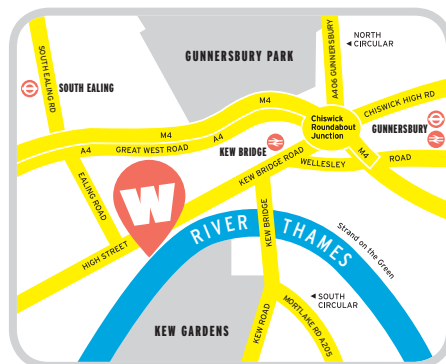 NORTH
CIRCULAR
GUNNERSBURY PARK
A406 GUNNERSBURY
SOUTH EALING RD
SOUTH EALING
M4
CHISWICK HIGH RD
Chiswick
Roundabout
Junction
GUNNERSBURY
M4
A4
A4
GREAT WEST ROAD
KEW BRIDGE
M4
WELLESLEY
ROAD
KEW BRIDGE ROAD
EALING ROAD
W
HIGH STREET
KEW BRIDGE
RIVER THAMES
Strand on the Green
SOUTH
CIRCULAR
KEW GARDENS
KEW ROAD
MORTLAKE RD A205